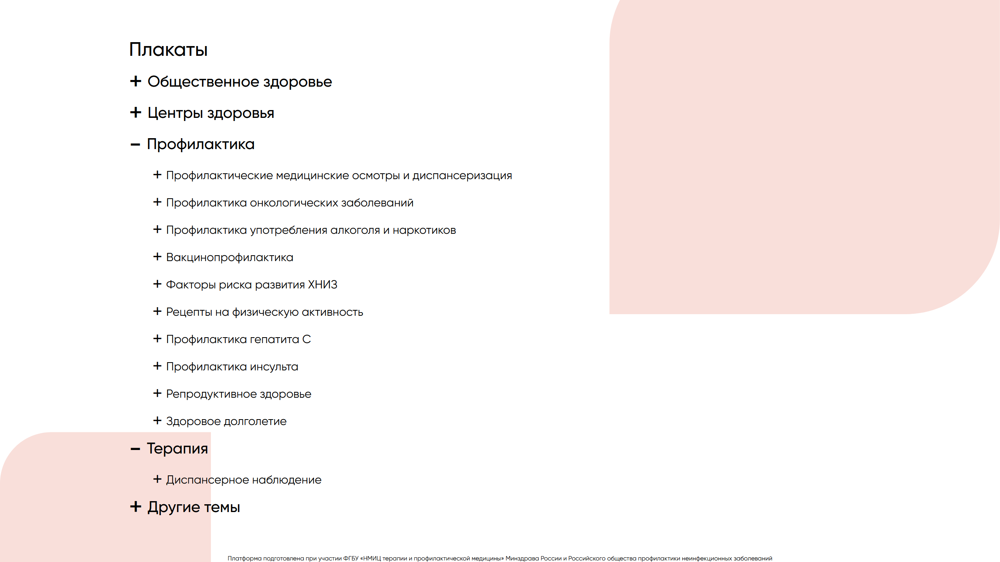 Плакаты
+ Общественное здоровье
+ Центры здоровья
– Профилактика
+ Профилактические медицинские осмотры и диспансеризация
+ Профилактика онкологических заболеваний
+ Профилактика употребления алкоголя и наркотиков
+ Вакцинопрофилактика
+ Факторы риска развития ХНИЗ
+ Рецепты на физическую активность
+ Профилактика гепатита С
+ Профилактика инсульта
+ Репродуктивное здоровье
+ Здоровое долголетие
– Терапия
+ Диспансерное наблюдение
+ Другие темы
Платформа подготовлена при участии ФГБУ «НМИЦ терапии и профилактической медицины» Минздрава России и Российского общества профилактики неинфекционных заболеваний